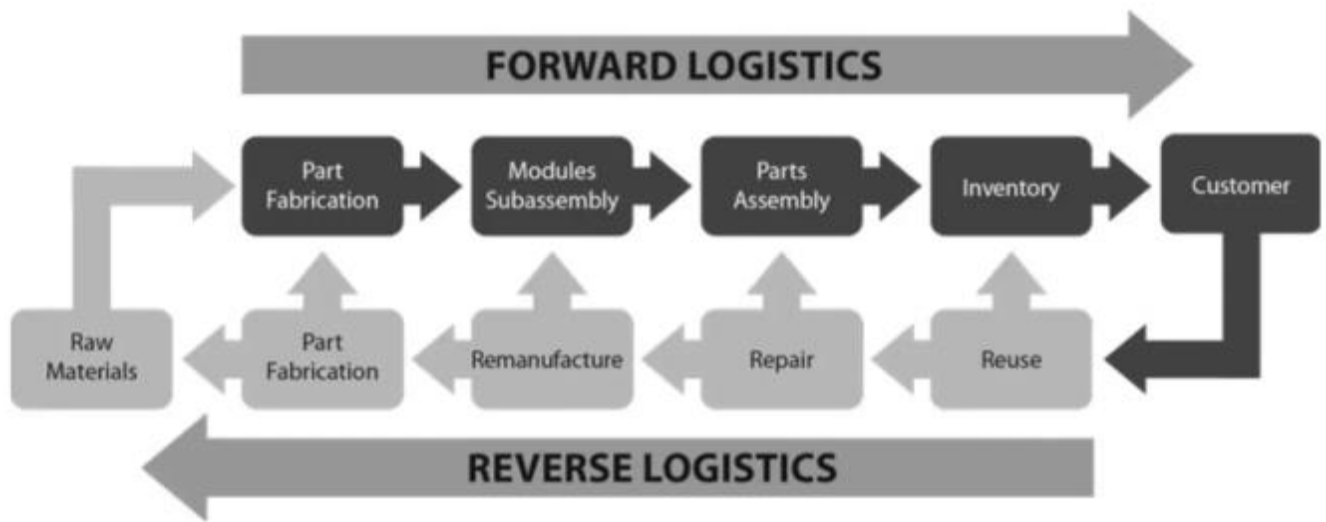 FORWARD LOGISTICS
Part
Fabrication
Modules
Subassembly
Parts
Assembly
Inventory
Customer
Raw
Materials
Part
Fabrication
Remanufacture
Repair
Reuse
REVERSE LOGISTICS